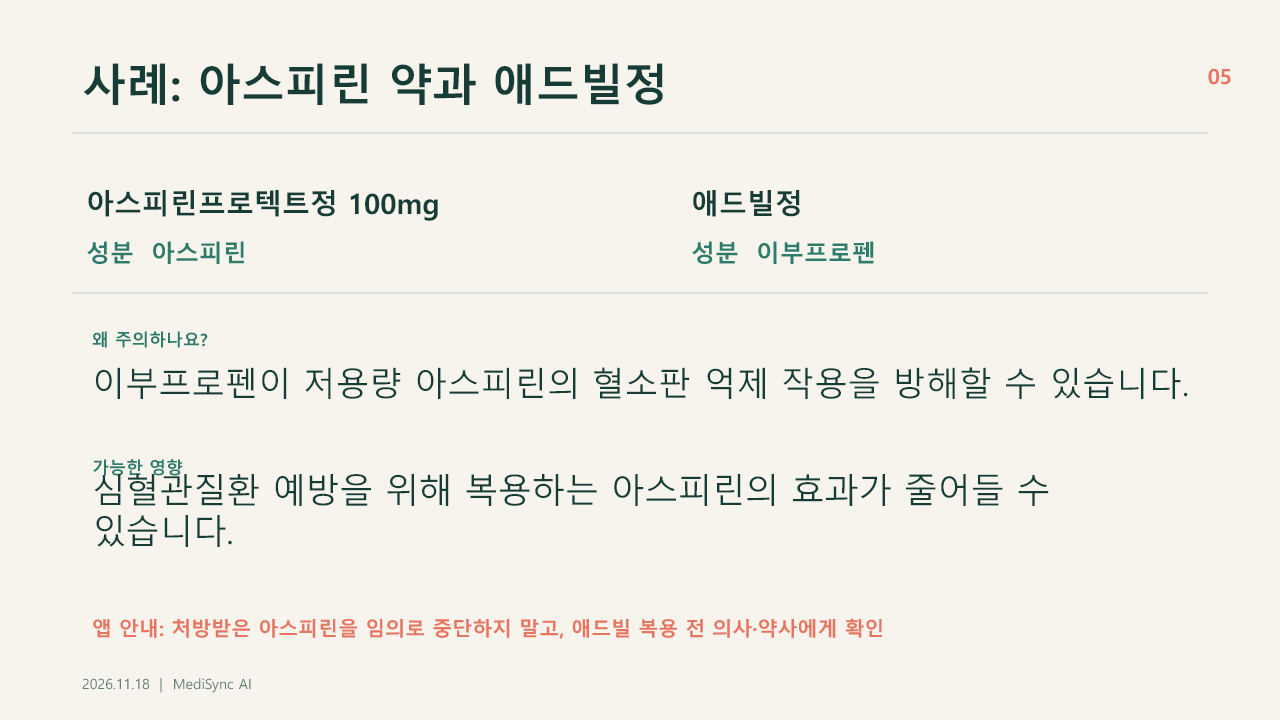 사례: 아스피린 약과 애드빌정
05
아스피린프로텍트정 100mg
애드빌정
성분 아스피린
성분 이부프로펜
왜 주의하나요?
이부프로펜이 저용량 아스피린의 혈소판 억제 작용을 방해할 수 있습니다.
가능한 영향
심혈관질환 예방을 위해 복용하는 아스피린의 효과가 줄어들 수
있습니다.
앱 안내: 처방받은 아스피린을 임의로 중단하지 말고, 애드빌 복용 전 의사·약사에게 확인
2026.11.18 | MediSync AI